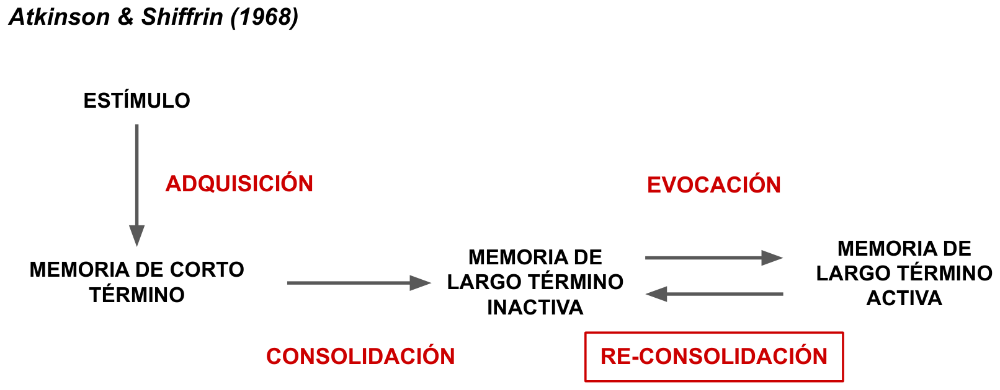 Atkinson & Shiffrin (1968)
ESTÍMULO
ADQUISICIÓN
EVOCACIÓN
MEMORIA DE CORTO
TÉRMINO
MEMORIA DE
LARGO TÉRMINO
INACTIVA
MEMORIA DE
LARGO TÉRMINO
ACTIVA
CONSOLIDACIÓN
RE-CONSOLIDACIÓN